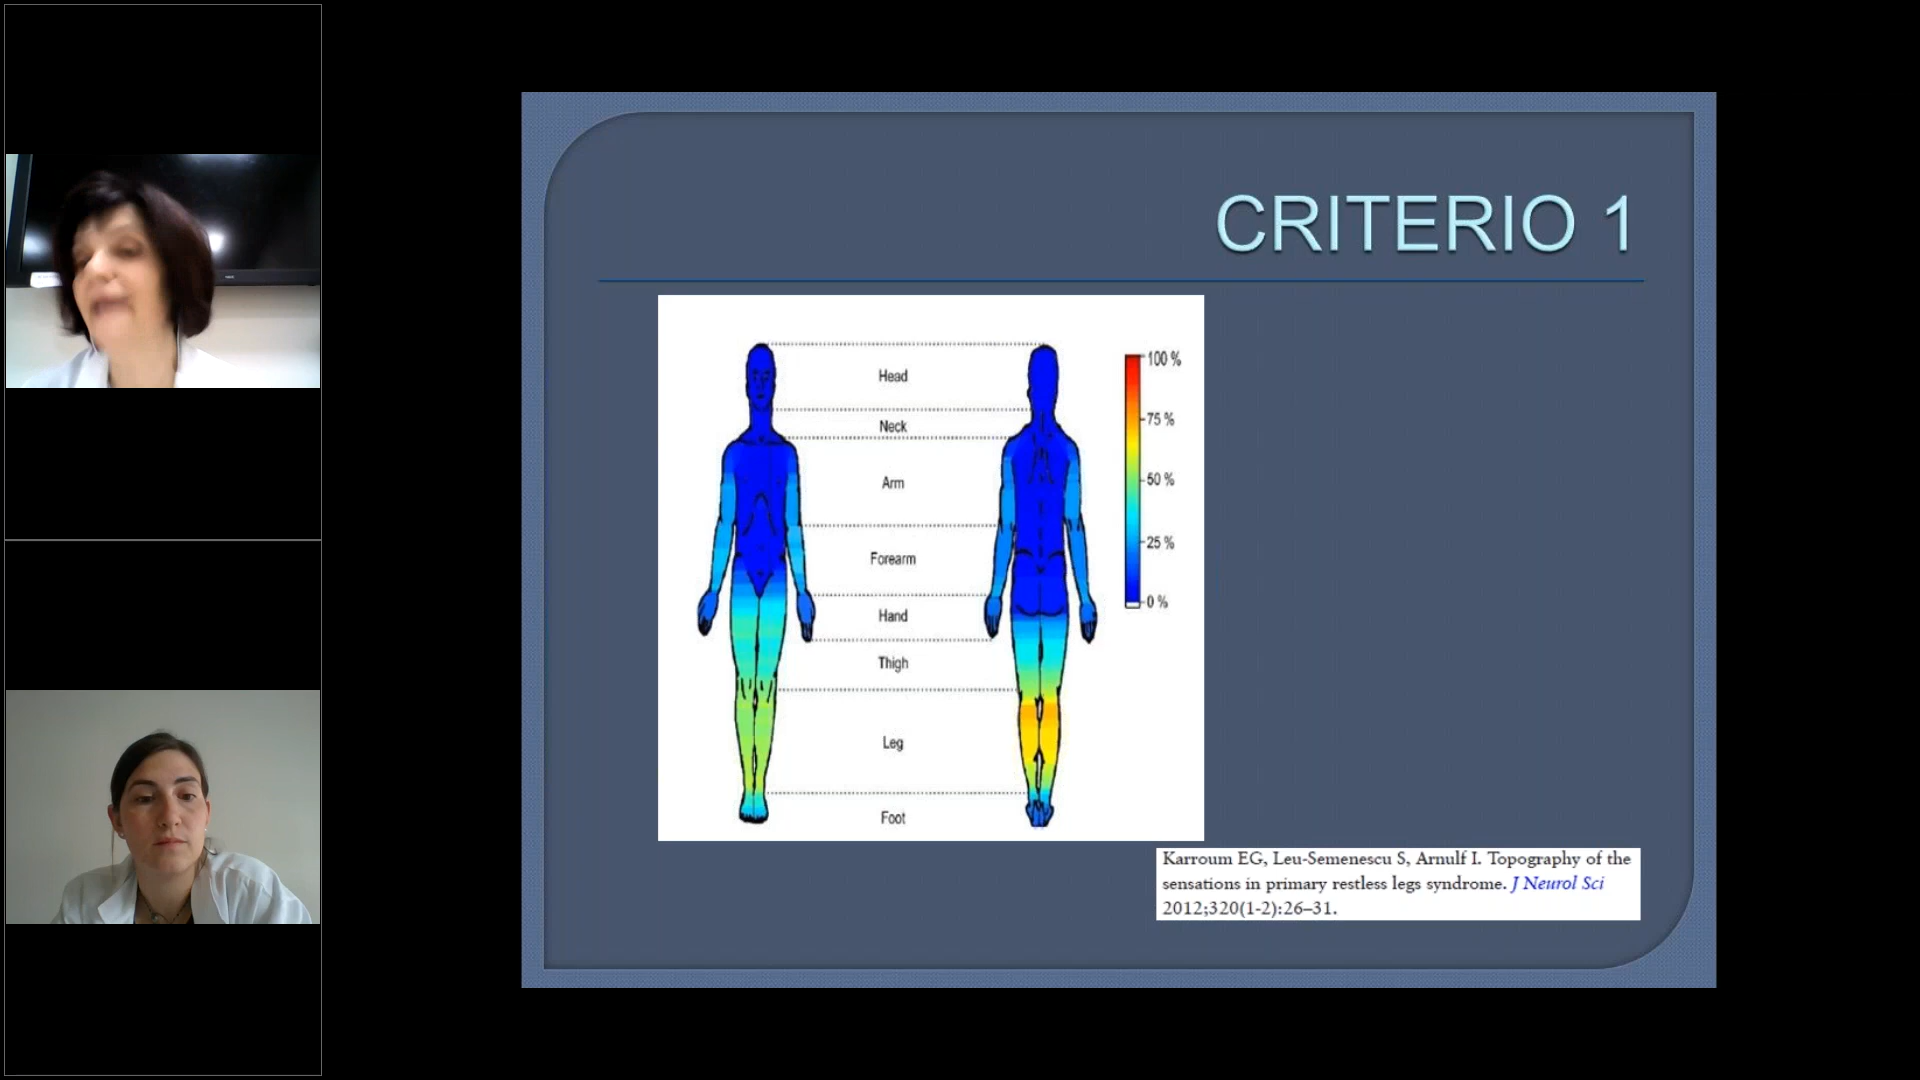 CRITERIO 1
Head
Neck
Arm
Forearm
Hand
Thigh
Leg
Foot
100 %
75 %
50 %
25 %
0 %
Karroum EG, Leu-Semenescu S, Arnulf I. Topography of the
sensations in primary restless legs syndrome. J Neurol Sci
2012;320(1-2):26–31.